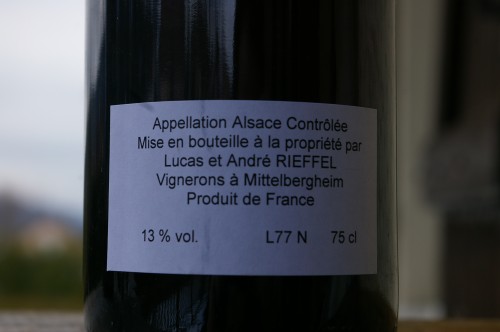 Appellation Alsace Contrôlée
Mise en bouteille à la propriété par
Lucas et André RIEFFEL
Vignerons à Mittelbergheim
Produit de France
13 % vol. L77 N 75 cl